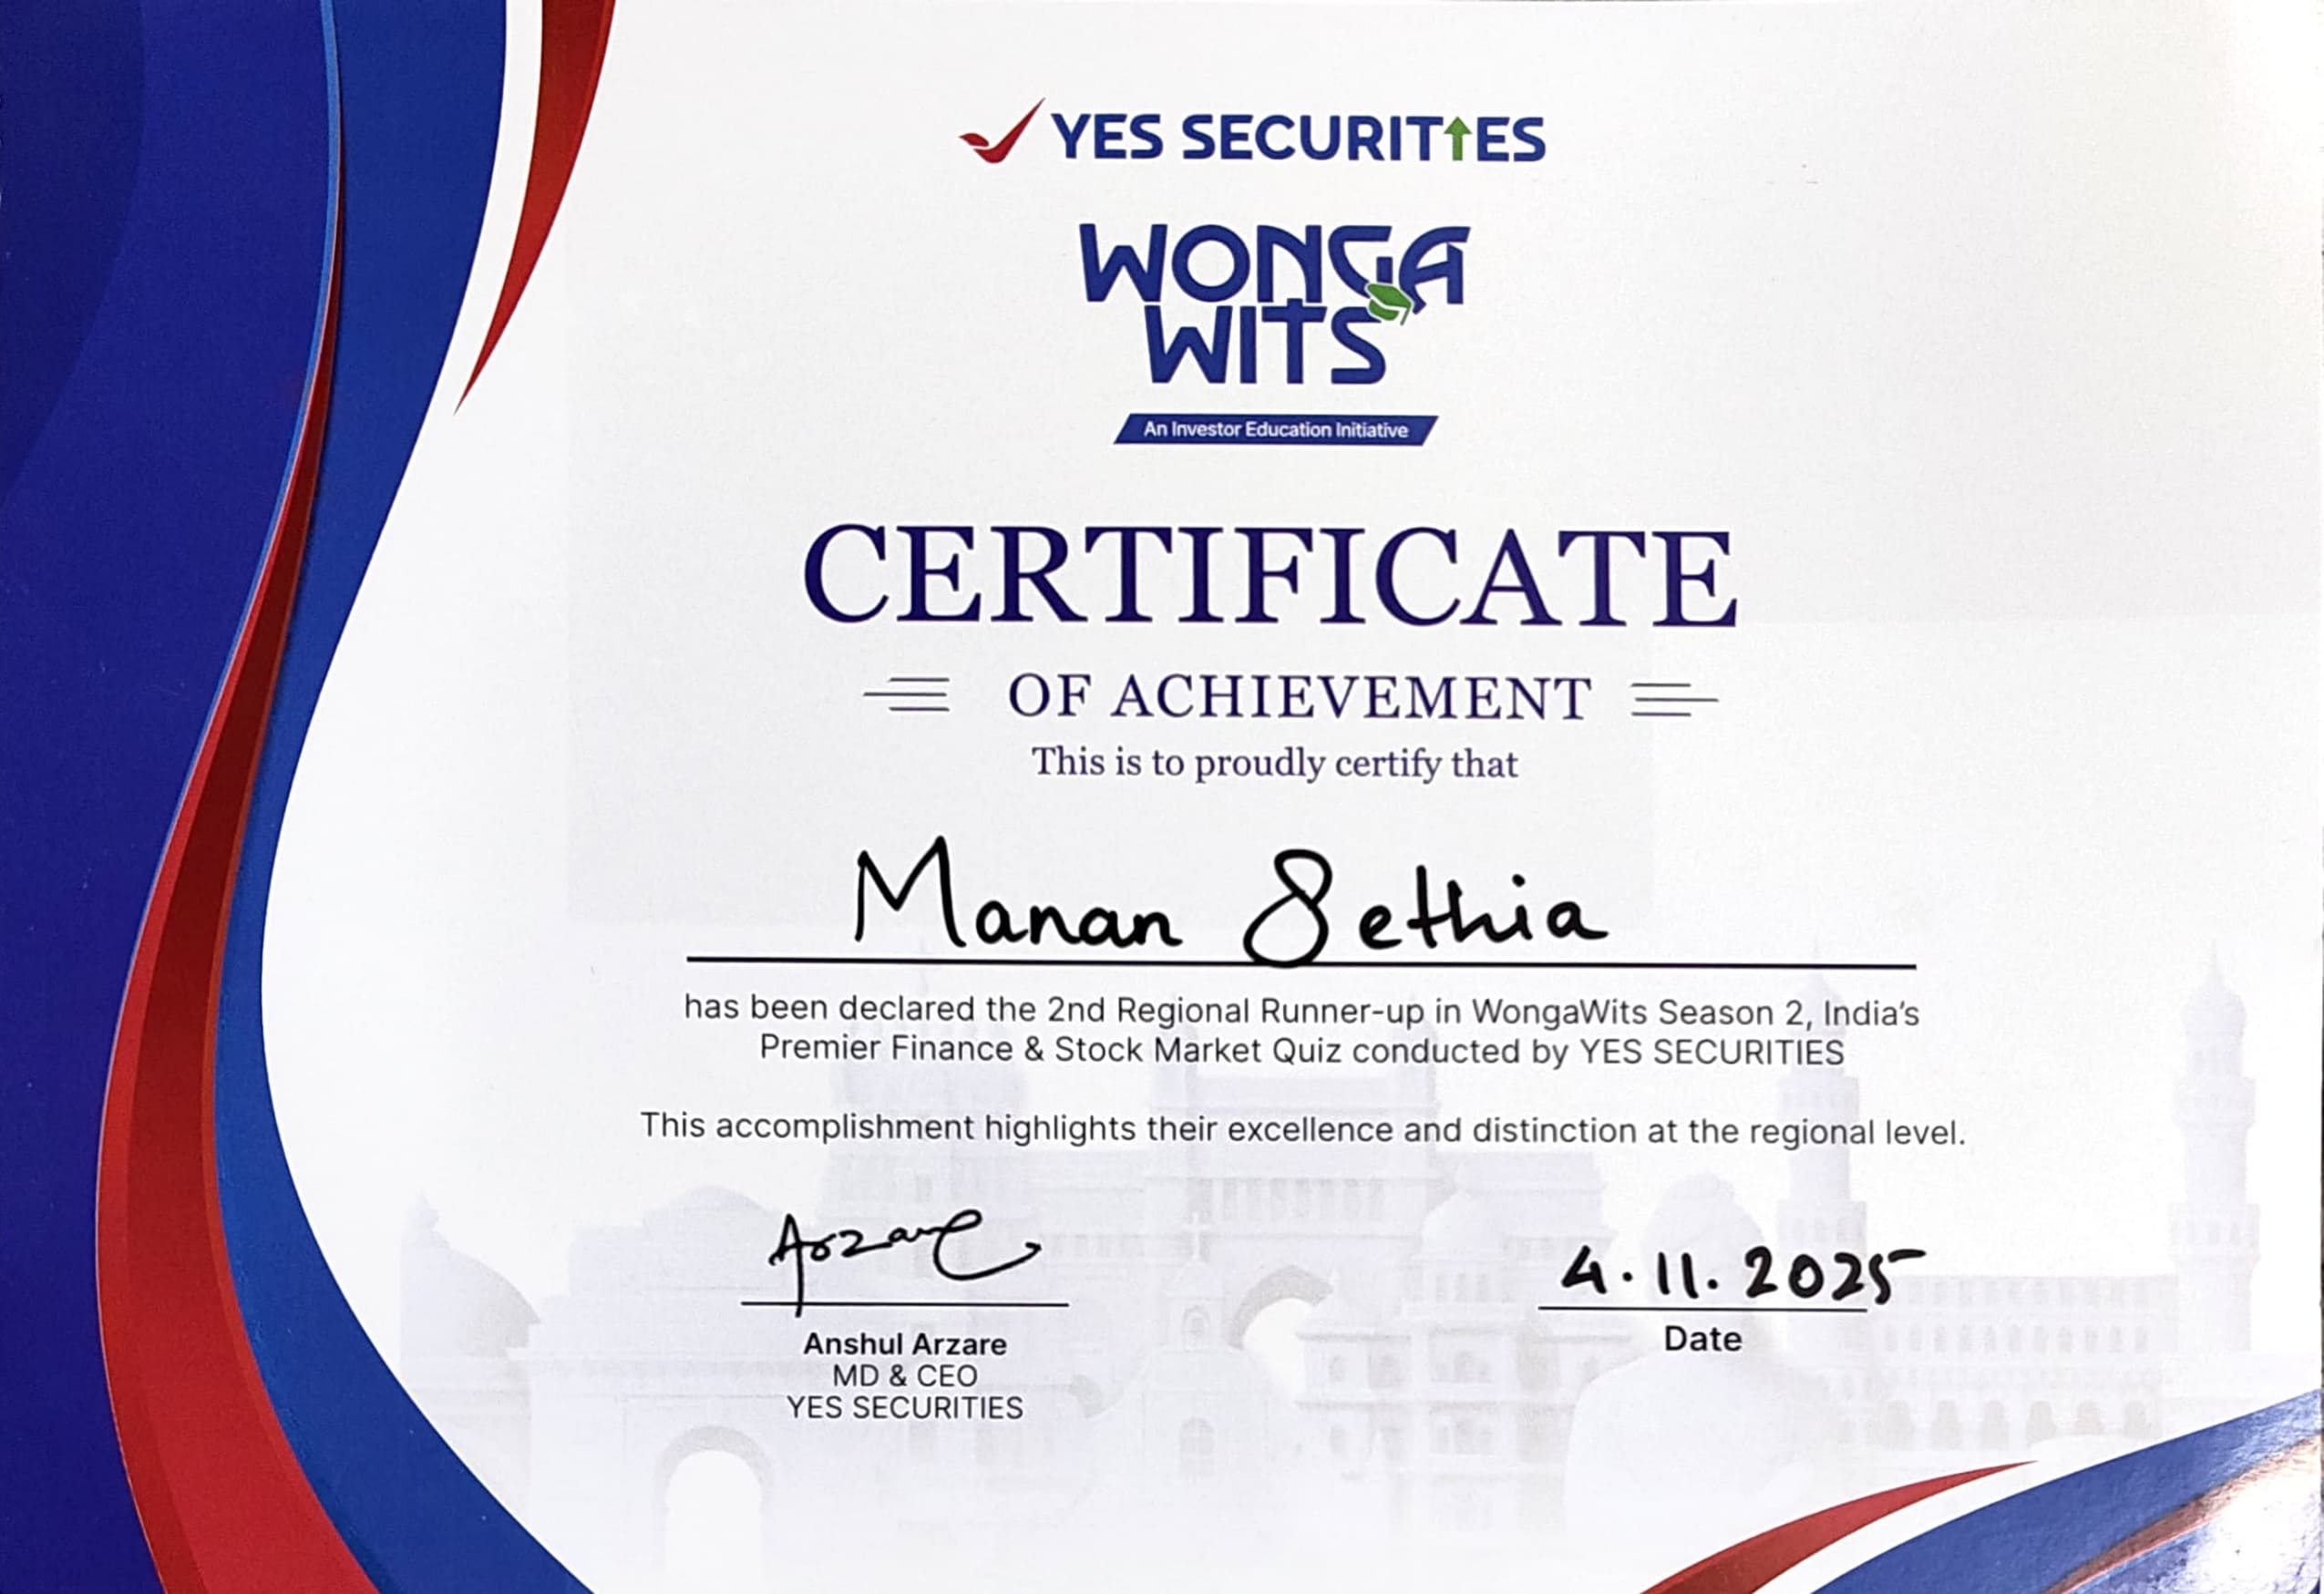 YES SECURITIES
WONGA
WITS
An Investor Education Initiative
CERTIFICATE
OF ACHIEVEMENT
This is to proudly certify that
Manan Sethia
has been declared the 2nd Regional Runner-up in WongaWits Season 2, India's
Premier Finance & Stock Market Quiz conducted by YES SECURITIES
This accomplishment highlights their excellence and distinction at the regional level.
Arzare
4.11.2025
Anshul Arzare
Date
MD & CEO
YES SECURITIES